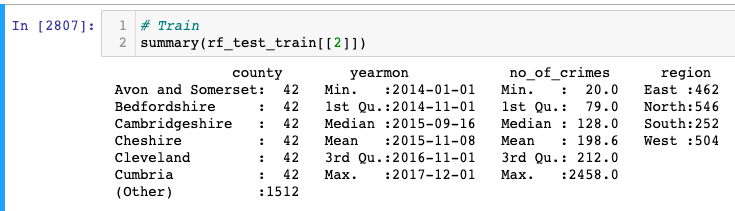 In [2807]:
1 # Train
2 summary(rf_test_train[[2]])
county yearmon no_of_crimes region
Avon and Somerset: 42 Min. :2014-01-01 Min. : 20.0 East :462
Bedfordshire : 42 1st Qu.:2014-11-01 1st Qu.: 79.0 North:546
Cambridgeshire : 42 Median :2015-09-16 Median : 128.0 South:252
Cheshire : 42 Mean :2015-11-08 Mean : 198.6 West :504
Cleveland : 42 3rd Qu.:2016-11-01 3rd Qu.: 212.0
Cumbria : 42 Max. :2017-12-01 Max. :2458.0
(Other) :1512